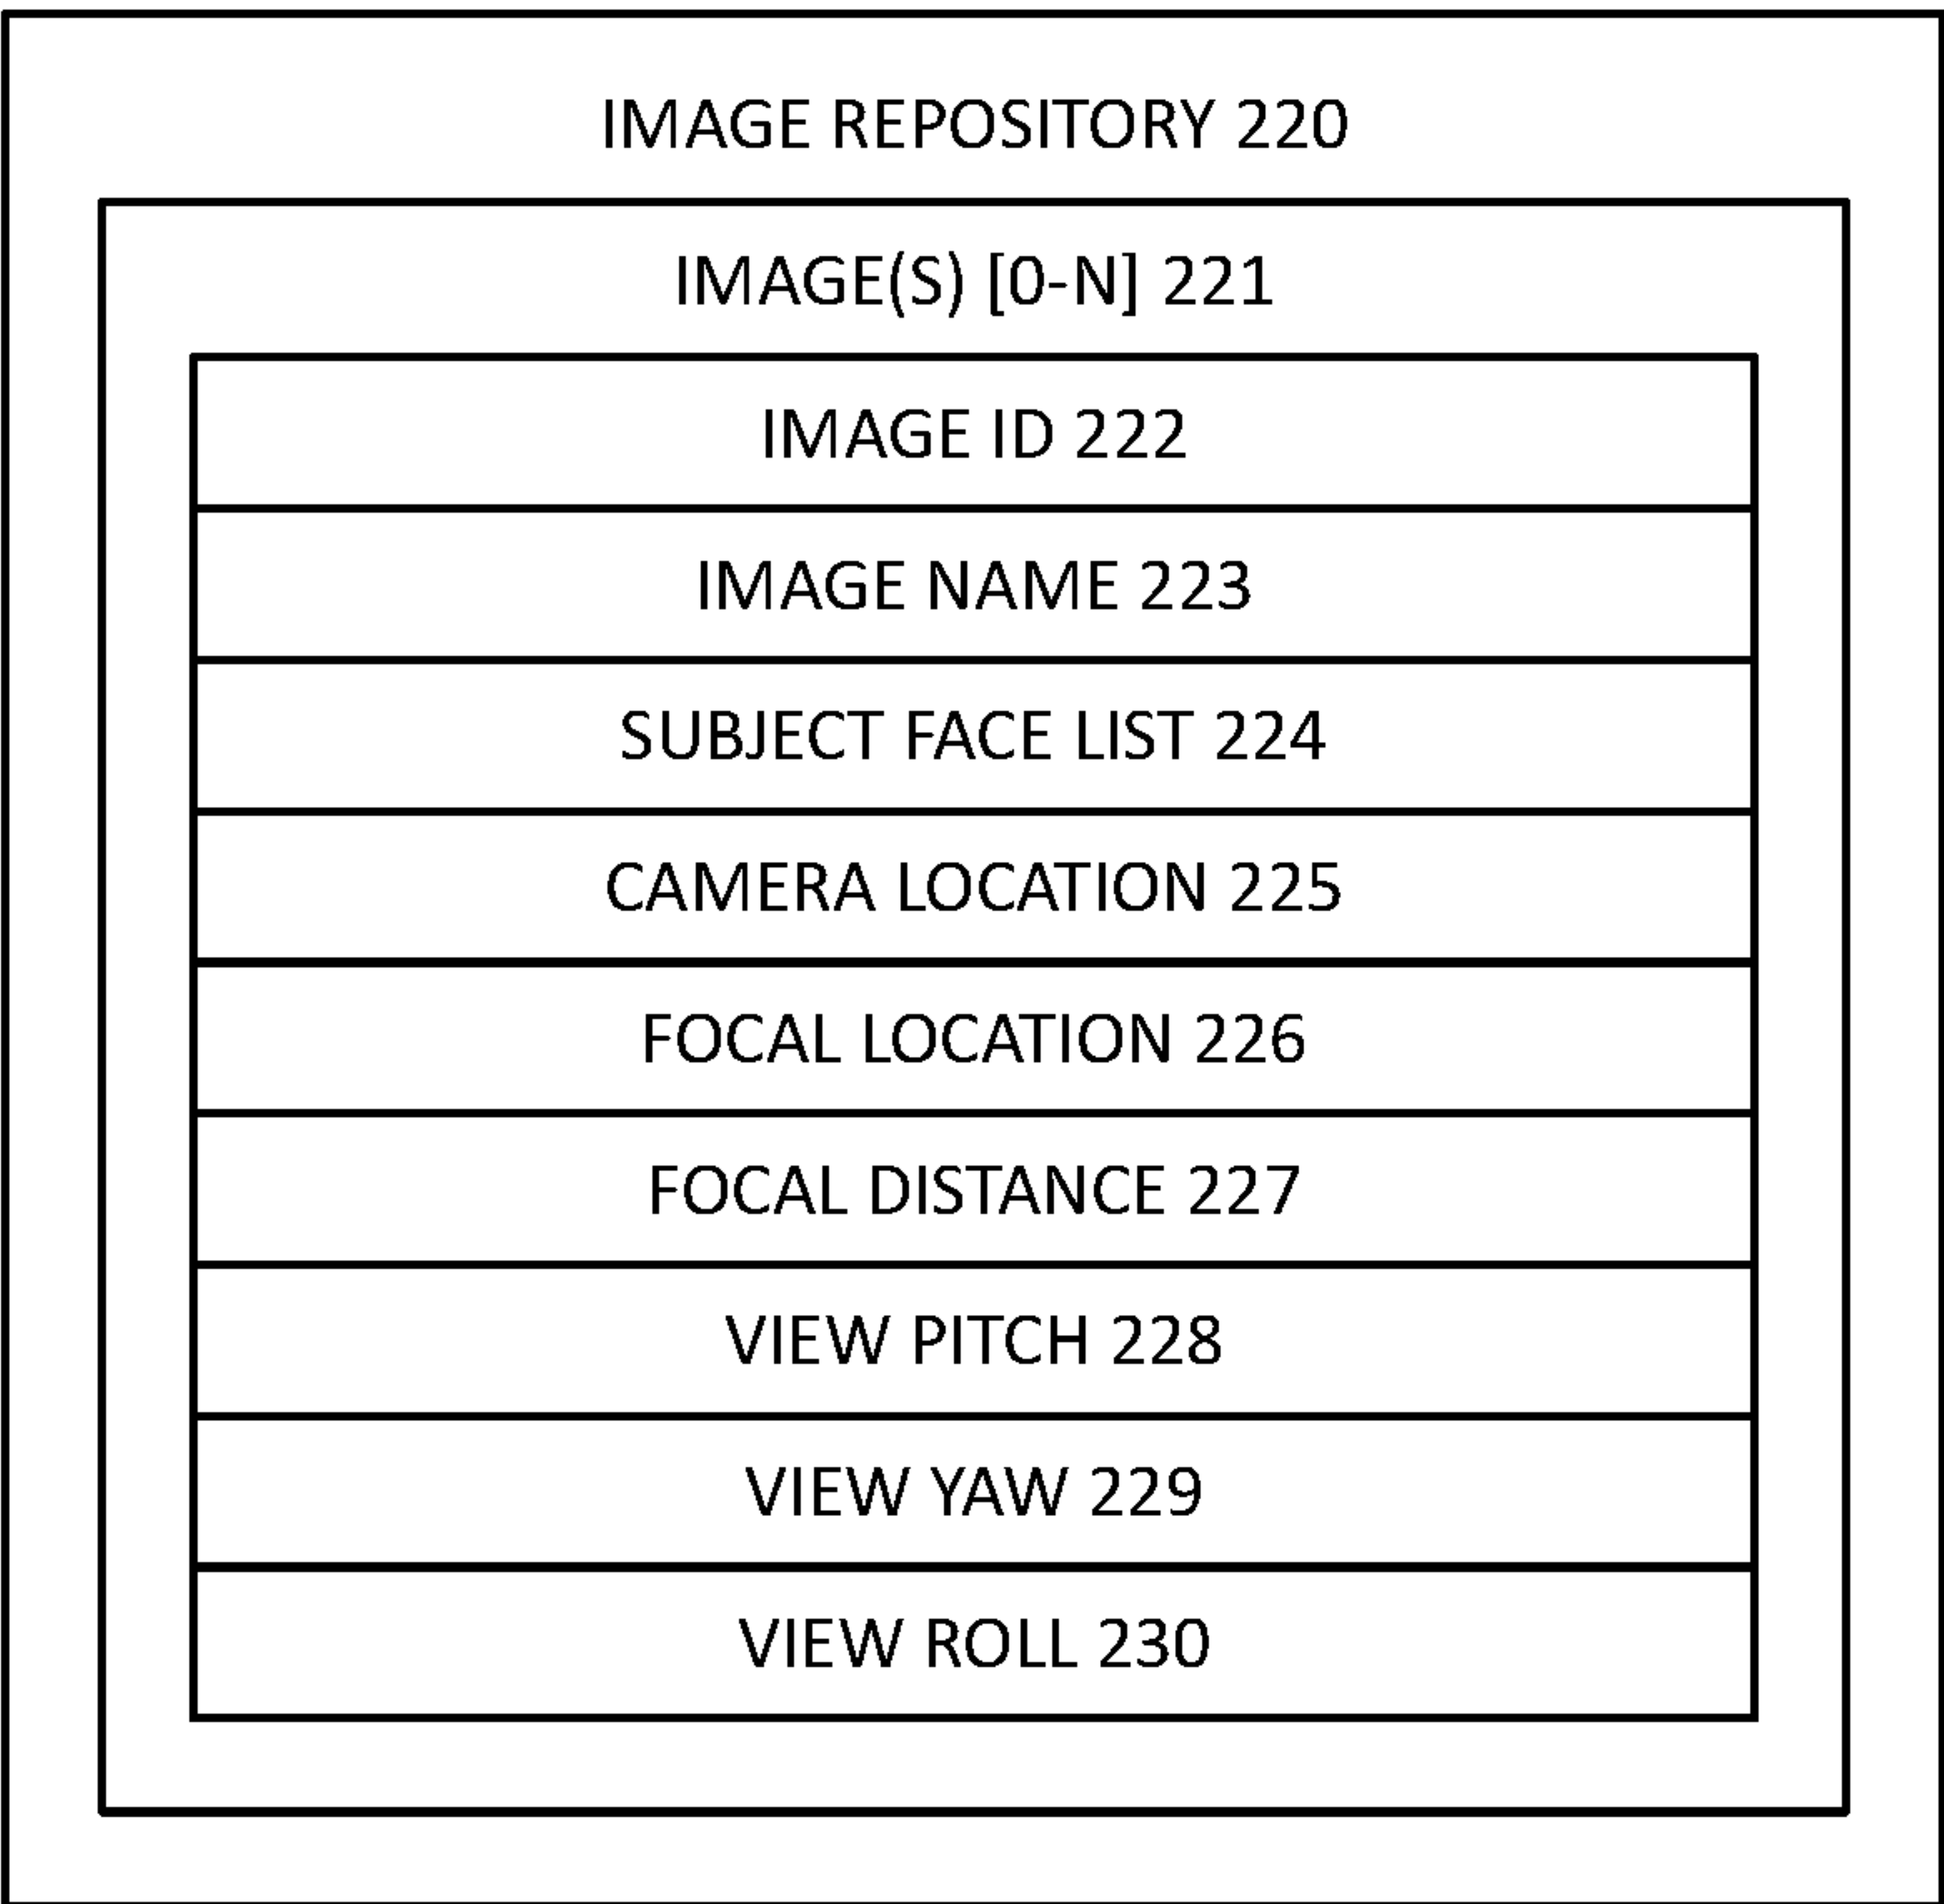 IMAGE REPOSITORY 220
IMAGE(S) [0-N] 221
IMAGE ID 222
IMAGE NAME 223
SUBJECT FACE LIST 224
CAMERA LOCATION 225
FOCAL LOCATION 226
FOCAL DISTANCE 227
VIEW PITCH 228
VIEW YAW 229
VIEW ROLL 230